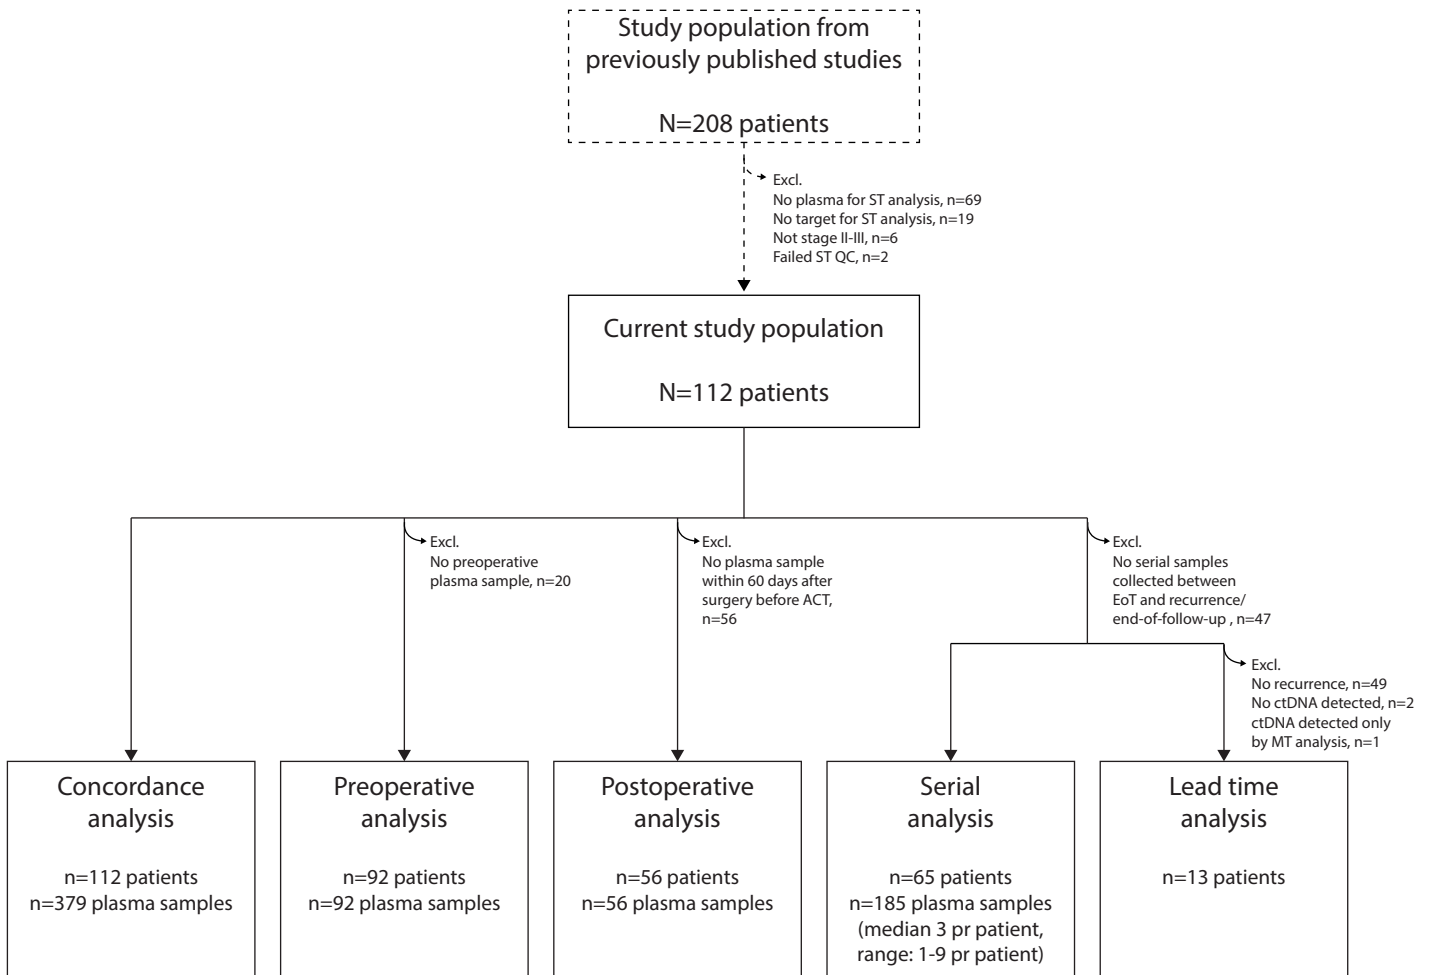 Study population from
previously published studies
N=208 patients
Excl.
No plasma for ST analysis, n=69
No target for ST analysis, n=19
Not stage II-III, n=6
Failed ST QC, n=2
Current study population
N=112 patients
Excl.
No preoperative
plasma sample, n=20
Excl.
No plasma sample
within 60 days after
surgery before ACT,
n=56
Excl.
No serial samples
collected between
EoT and recurrence/
end-of-follow-up , n=47
Excl.
No recurrence, n=49
No ctDNA detected, n=2
ctDNA detected only
by MT analysis, n=1
Concordance
analysis
n=112 patients
n=379 plasma samples
Preoperative
analysis
n=92 patients
n=92 plasma samples
Postoperative
analysis
n=56 patients
n=56 plasma samples
Serial
analysis
n=65 patients
n=185 plasma samples
(median 3 pr patient,
range: 1-9 pr patient)
Lead time
analysis
n=13 patients